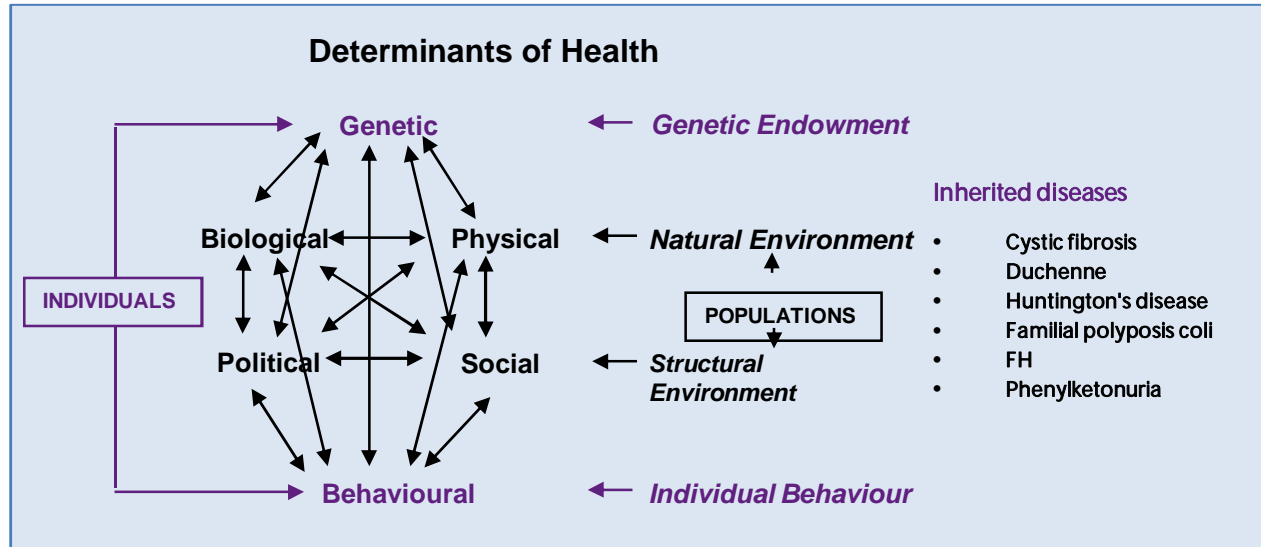 Determinants of Health
Genetic
Genetic Endowment
Inherited diseases
Biological
Physical
Natural Environment
• Cystic fibrosis
• Duchenne
INDIVIDUALS
POPULATIONS
• Huntington's disease
• Familial polyposis coli
Political
Social
Structural
Environment
• FH
• Phenylketonuria
Behavioural
Individual Behaviour